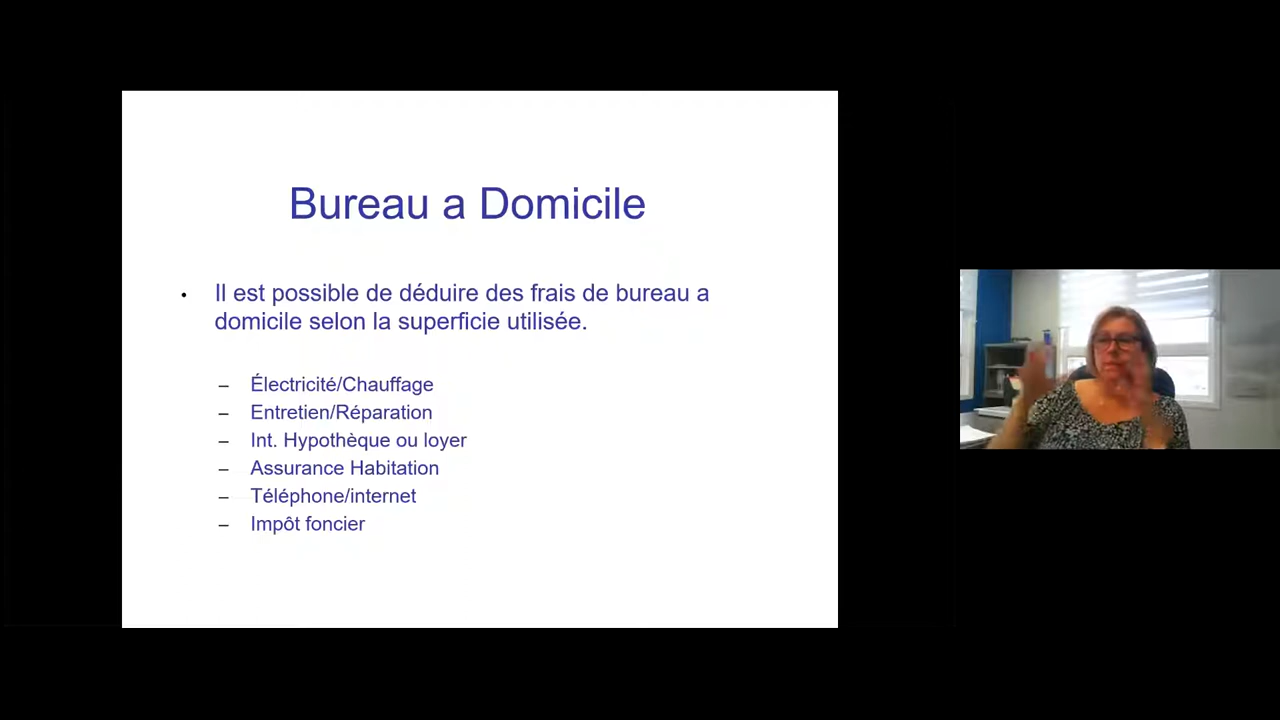 Bureau a Domicile
• Il est possible de déduire des frais de bureau a
domicile selon la superficie utilisée.
– Électricité/Chauffage
– Entretien/Réparation
– Int. Hypothèque ou loyer
– Assurance Habitation
– Téléphone/internet
– Impôt foncier